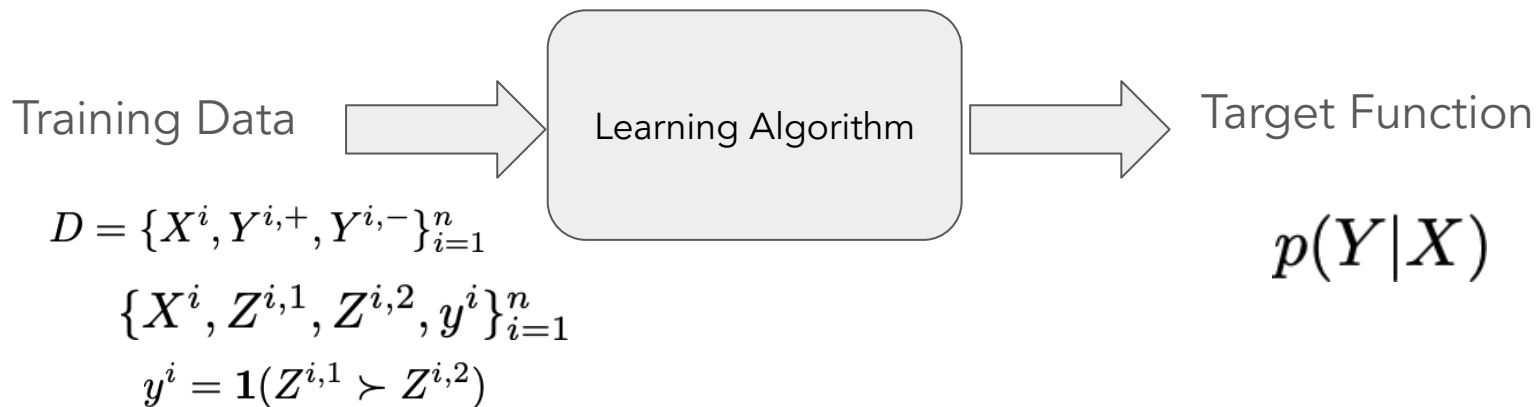 Training Data
Learning Algorithm
Target Function
D = {X^i, Y^{i,+}, Y^{i,-}}_{i=1}^n
{X^i, Z^{i,1}, Z^{i,2}, y^i}_{i=1}^n
y^i = 1(Z^{i,1} ≻ Z^{i,2})
p(Y|X)